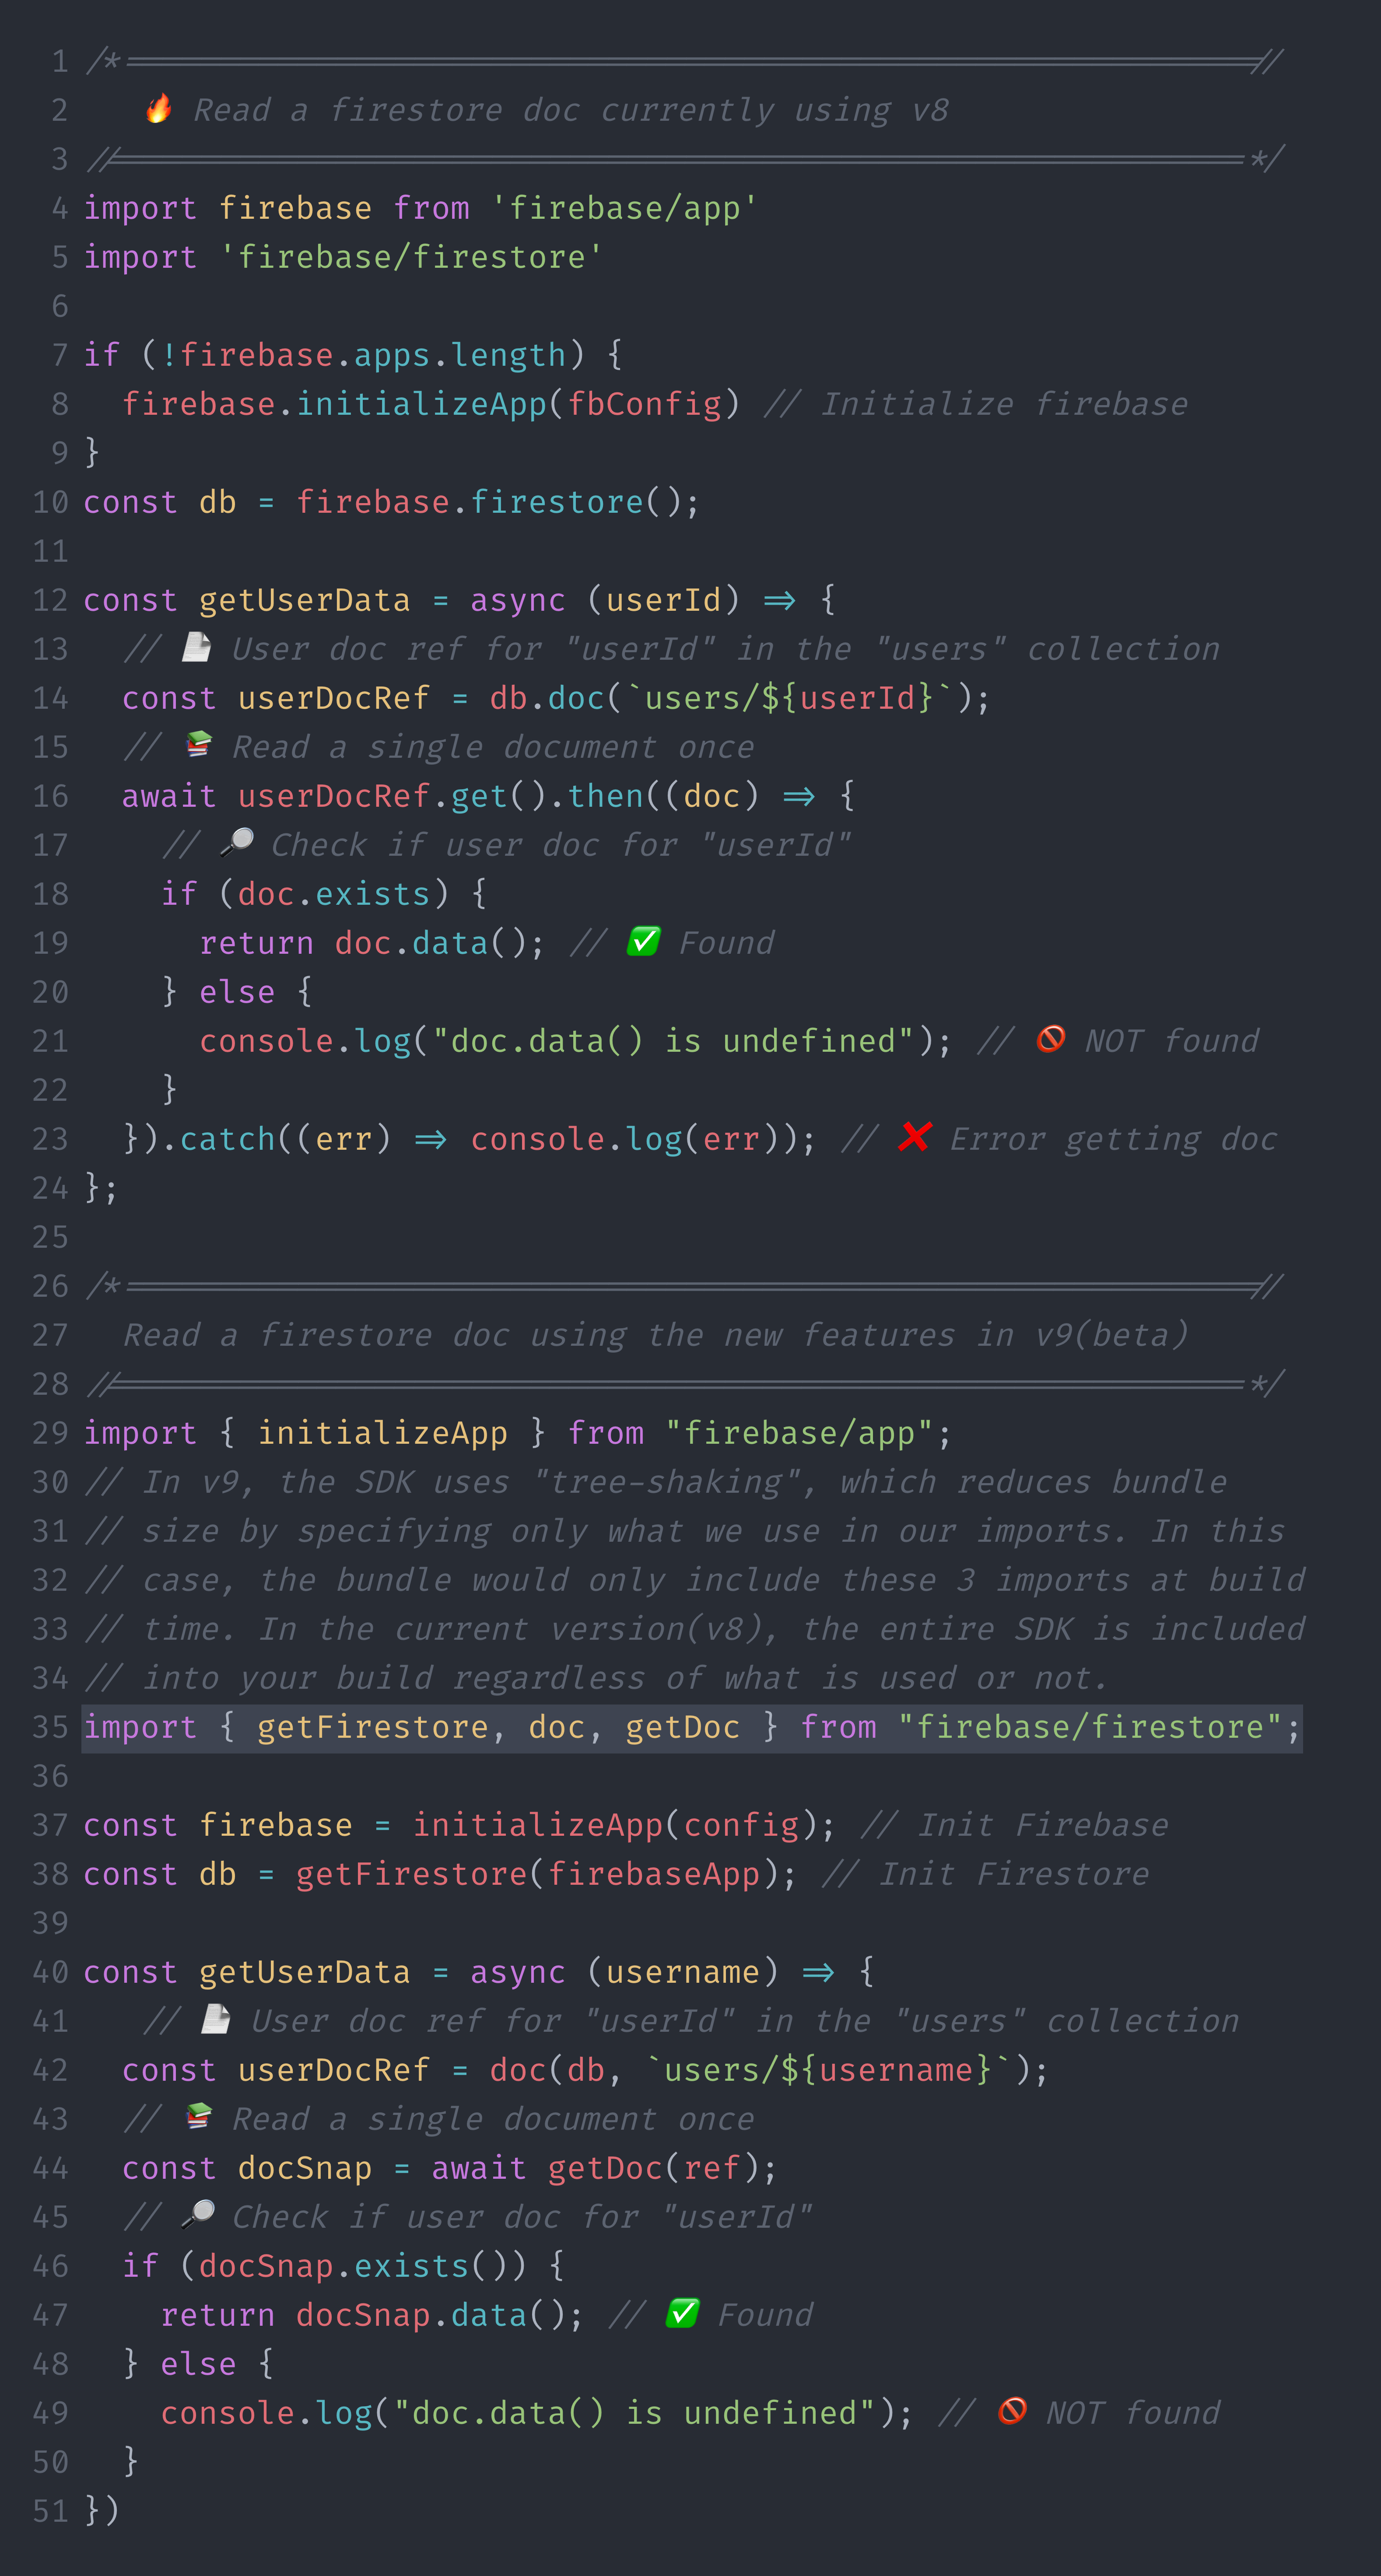 1 /*===========================================================//
2    🔥 Read a firestore doc currently using v8
3 //===========================================================*/
4 import firebase from 'firebase/app'
5 import 'firebase/firestore'
6
7 if (!firebase.apps.length) {
8   firebase.initializeApp(fbConfig) // Initialize firebase
9 }
10 const db = firebase.firestore();
11
12 const getUserData = async (userId) => {
13   // 📄 User doc ref for "userId" in the "users" collection
14   const userDocRef = db.doc(`users/${userId}`);
15   // 📚 Read a single document once
16   await userDocRef.get().then((doc) => {
17     // 🔎 Check if user doc for "userId"
18     if (doc.exists) {
19       return doc.data(); // ✅ Found
20     } else {
21       console.log("doc.data() is undefined"); // 🚫 NOT found
22     }
23   }).catch((err) => console.log(err)); // ❌ Error getting doc
24 };
25
26 /*===========================================================//
27   Read a firestore doc using the new features in v9(beta)
28 //===========================================================*/
29 import { initializeApp } from "firebase/app";
30 // In v9, the SDK uses "tree-shaking", which reduces bundle
31 // size by specifying only what we use in our imports. In this
32 // case, the bundle would only include these 3 imports at build
33 // time. In the current version(v8), the entire SDK is included
34 // into your build regardless of what is used or not.
35 import { getFirestore, doc, getDoc } from "firebase/firestore";
36
37 const firebase = initializeApp(config); // Init Firebase
38 const db = getFirestore(firebaseApp); // Init Firestore
39
40 const getUserData = async (username) => {
41    // 📄 User doc ref for "userId" in the "users" collection
42   const userDocRef = doc(db, `users/${username}`);
43   // 📚 Read a single document once
44   const docSnap = await getDoc(ref);
45   // 🔎 Check if user doc for "userId"
46   if (docSnap.exists()) {
47     return docSnap.data(); // ✅ Found
48   } else {
49     console.log("doc.data() is undefined"); // 🚫 NOT found
50   }
51 })